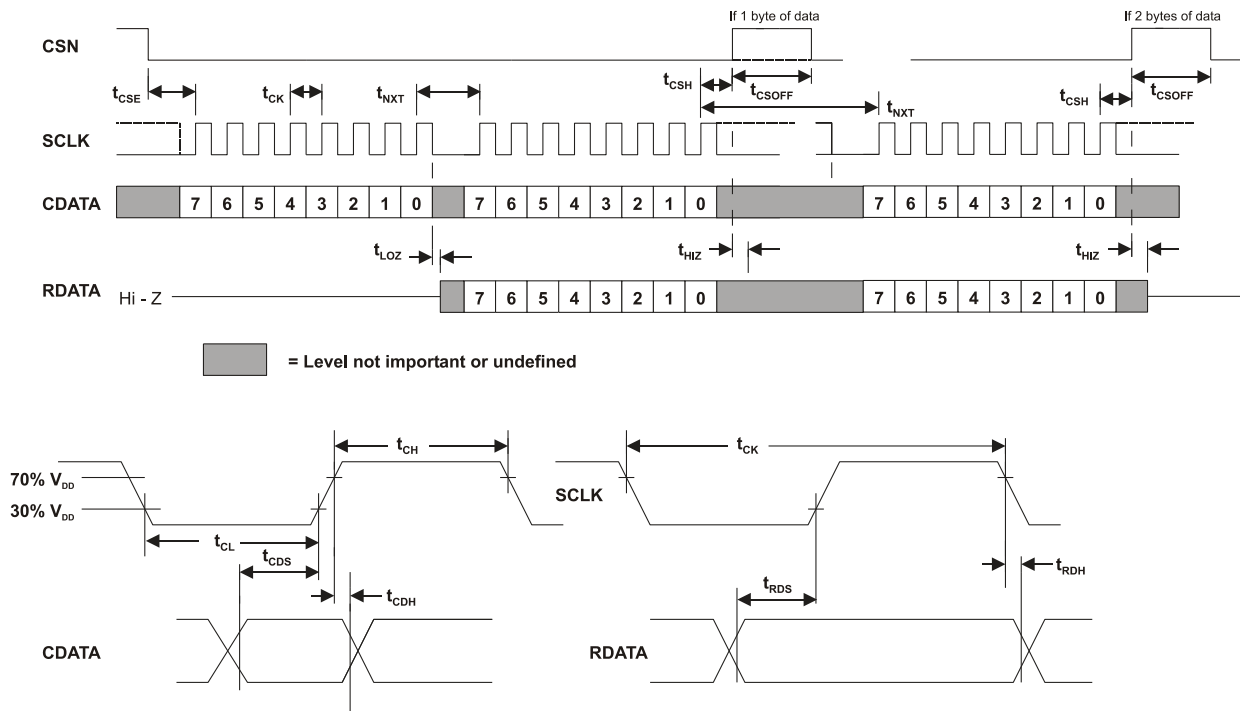 If 1 byte of data
If 2 bytes of data
CSN
tCSE
tCK
tNXT
tCSH
tCSOFF
tNXT
tCSH
tCSOFF
SCLK
CDATA
7 6 5 4 3 2 1 0
7 6 5 4 3 2 1 0
7 6 5 4 3 2 1 0
tLOZ
tHIZ
tHIZ
RDATA
Hi - Z
7 6 5 4 3 2 1 0
7 6 5 4 3 2 1 0
= Level not important or undefined
tCH
70% VDD
30% VDD
tCL
tCDS
tCDH
CDATA
tCK
SCLK
tRDS
tRDH
RDATA